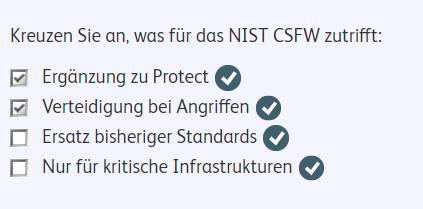 Kreuzen Sie an, was für das NIST CSFW zutrifft:
Ergänzung zu Protect
Verteidigung bei Angriffen
Ersatz bisheriger Standards
Nur für kritische Infrastrukturen